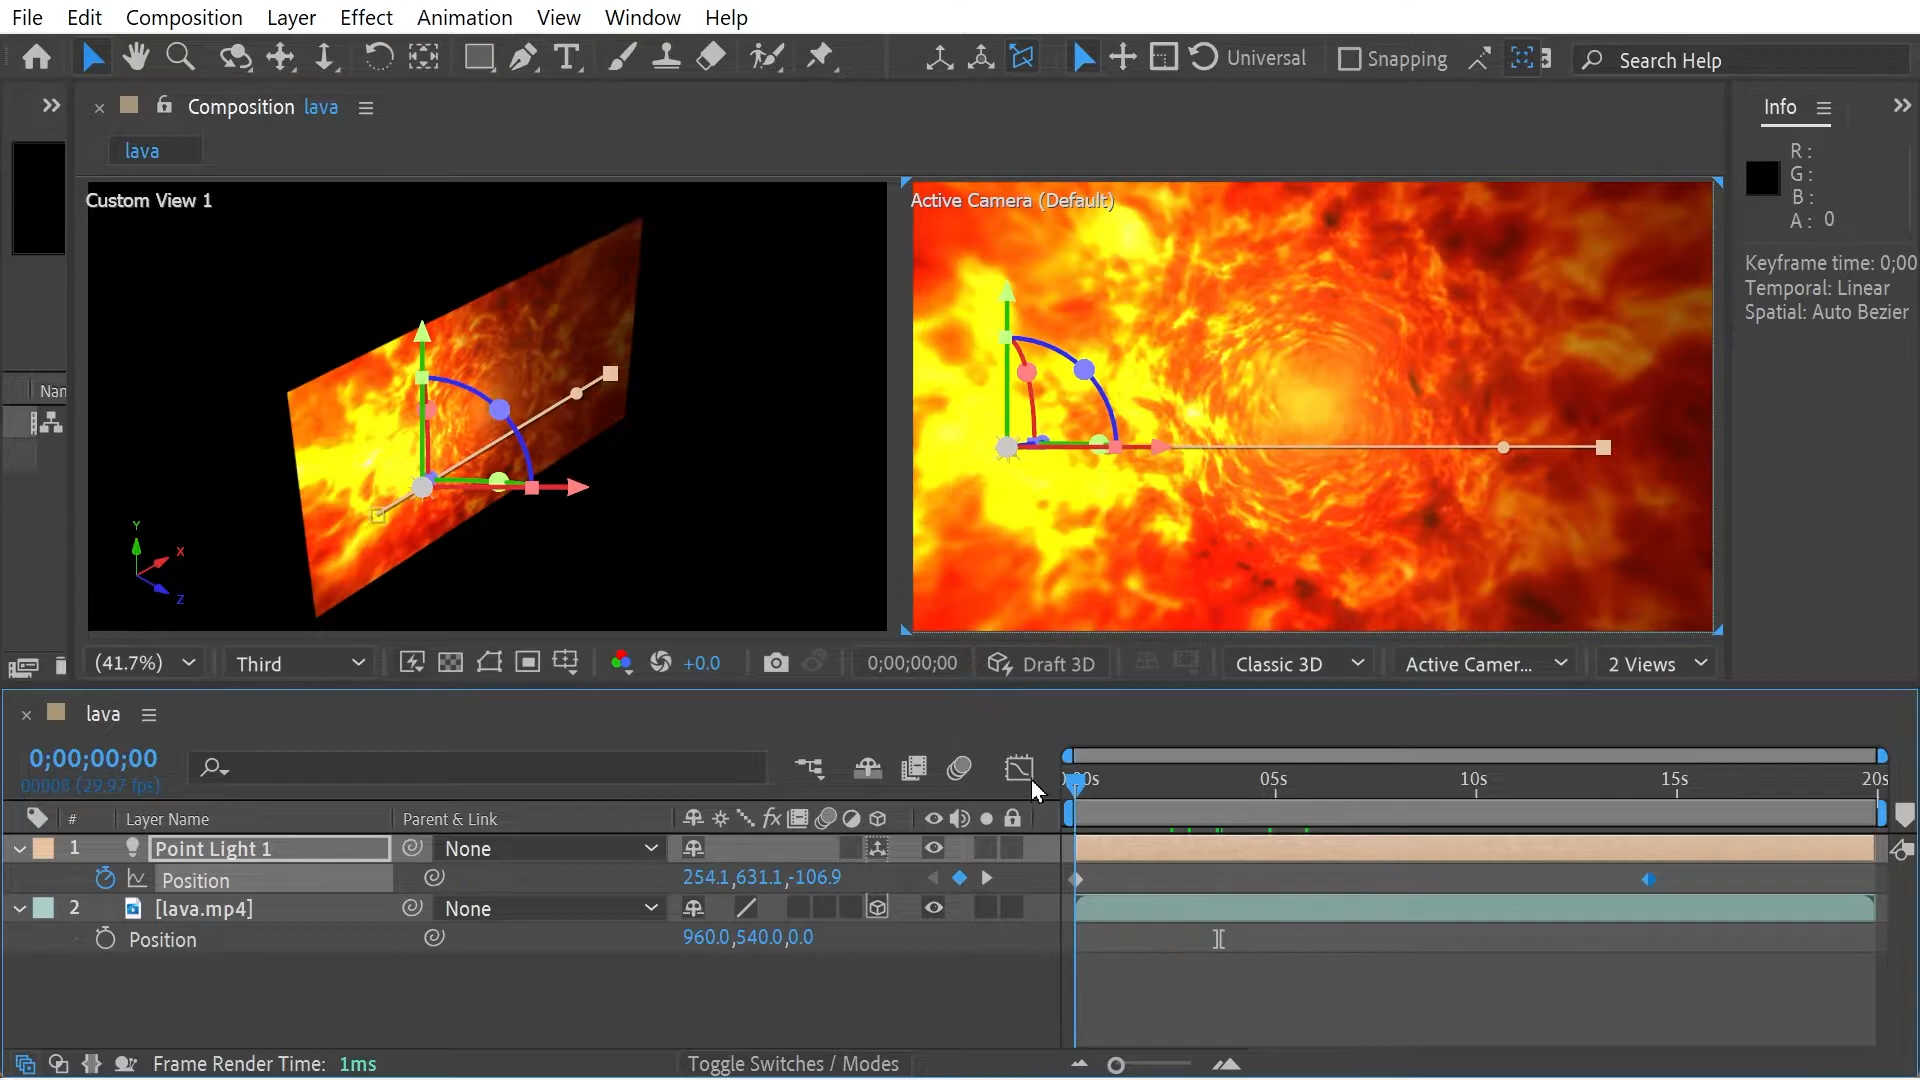 File Edit Composition Layer Effect Animation View Window Help
Universal Snapping Search Help
Composition lava
Info
lava
R :
G :
B :
A : 0
Custom View 1
Active Camera (Default)
Keyframe time: 0;00
Temporal: Linear
Spatial: Auto Bezier
Nan
Y
X
Z
(41.7%) Third +0.0 0;00;00;00 Draft 3D Classic 3D Active Camer... 2 Views
lava
0;00;00;00
00000 (29.97 fps)
00s 05s 10s 15s 20s
# Layer Name Parent & Link fx
1 Point Light 1 None
Position 254.1,631.1,-106.9
2 [lava.mp4] None
Position 960.0,540.0,0.0
Frame Render Time: 1ms Toggle Switches / Modes